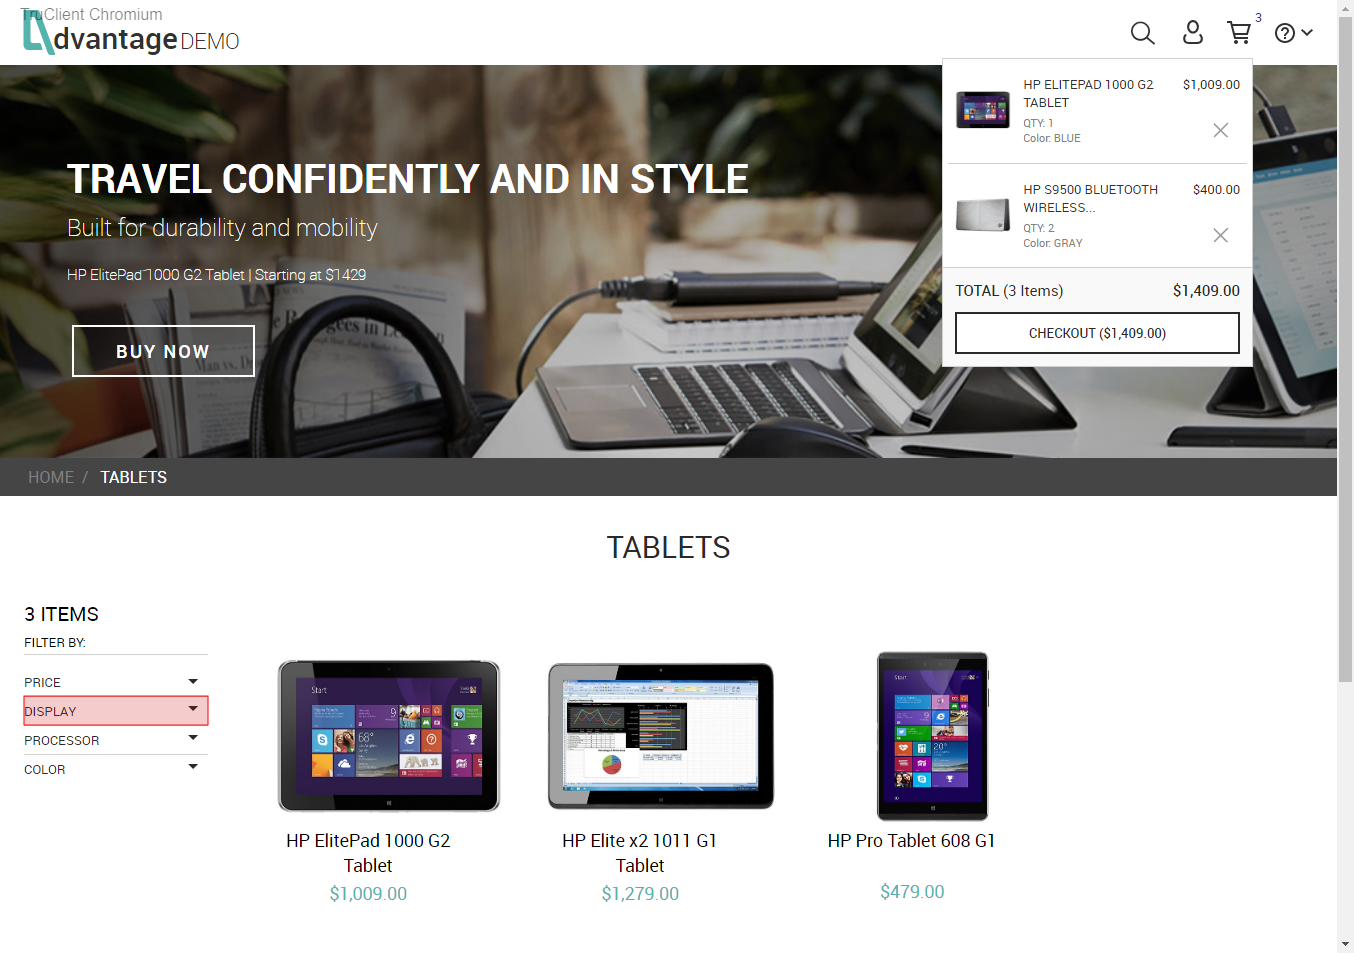 TruClient Chromium
dvantage DEMO
3
HP ELITEPAD 1000 G2
TABLET
$1,009.00
QTY: 1
Color: BLUE
HP S9500 BLUETOOTH
WIRELESS...
$400.00
QTY: 2
Color: GRAY
TOTAL (3 Items)
$1,409.00
CHECKOUT ($1,409.00)
TRAVEL CONFIDENTLY AND IN STYLE
Built for durability and mobility
HP ElitePad 1000 G2 Tablet | Starting at $1429
BUY NOW
HOME / TABLETS
TABLETS
3 ITEMS
FILTER BY:
PRICE
DISPLAY
PROCESSOR
COLOR
Start
Start
HP ElitePad 1000 G2
Tablet
$1,009.00
HP Elite x2 1011 G1
Tablet
$1,279.00
HP Pro Tablet 608 G1
$479.00